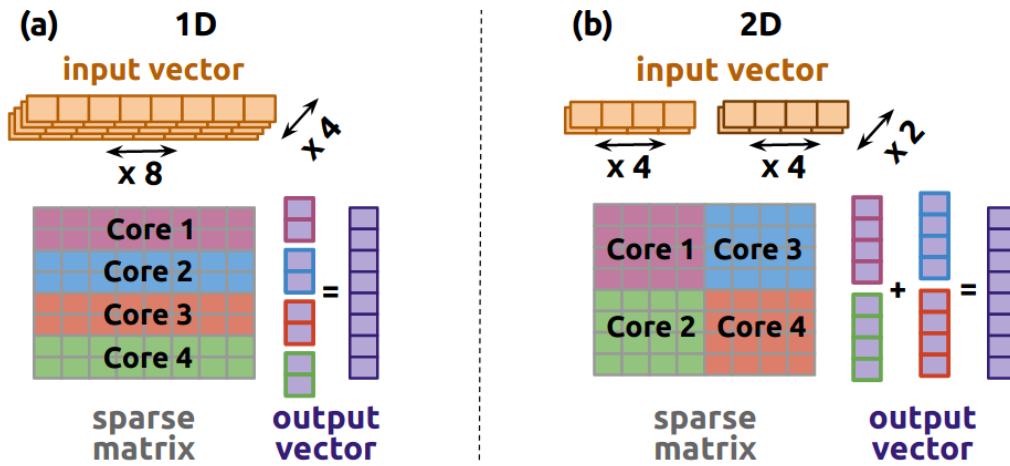 (a) 1D
input vector
x 8
x 4
Core 1
Core 2
Core 3
Core 4
=
sparse
matrix
output
vector
(b) 2D
input vector
x 4
x 4
x 2
Core 1
Core 3
Core 2
Core 4
+
=
sparse
matrix
output
vector